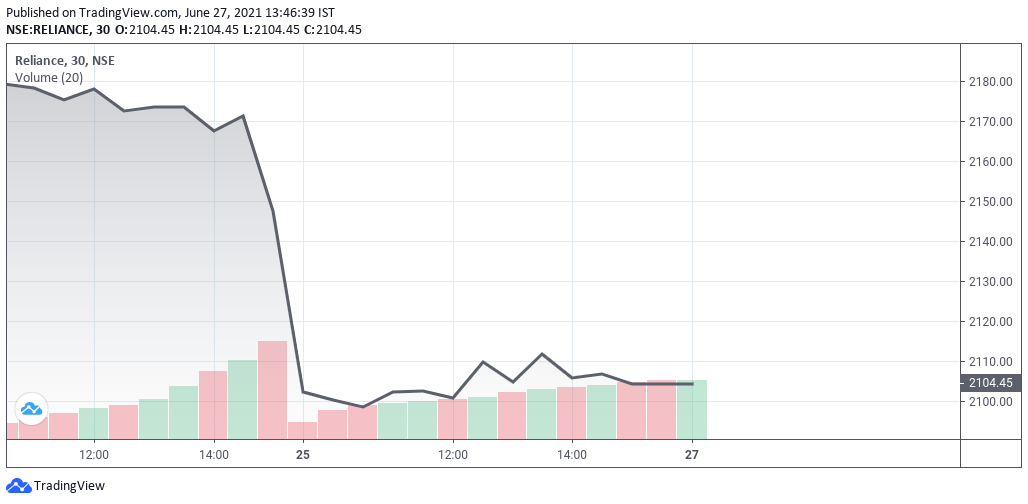 Published on TradingView.com, June 27, 2021 13:46:39 IST
NSE:RELIANCE, 30 O:2104.45 H:2104.45 L:2104.45 C:2104.45
Reliance, 30, NSE
Volume (20)
2180.00
2170.00
2160.00
2150.00
2140.00
2130.00
2120.00
2110.00
2104.45
2100.00
12:00 14:00 25 12:00 14:00 27
TradingView